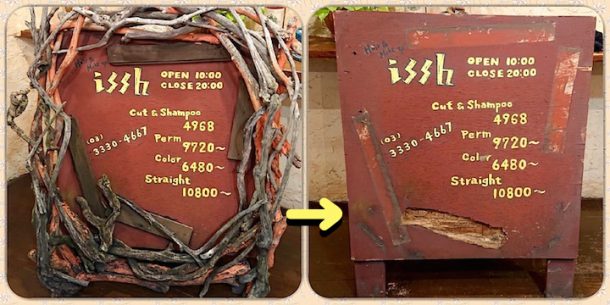 issh
OPEN 10:00
CLOSE 20:00
Cut & Shampoo
4968
(03)
3330-4667
Perm
9720~
Color
6480~
Straight
10800~
issh
OPEN 10:00
CLOSE 20:00
Cut & Shampoo
4968
(03)
3330-4667
Perm
9720~
Color
6480~
Straight
10800~